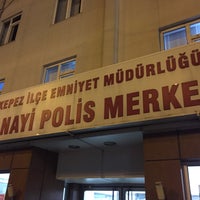 KEPEZ İLÇE EMNİYET MÜDÜRLÜĞÜ
NAYİ POLİS MERKE